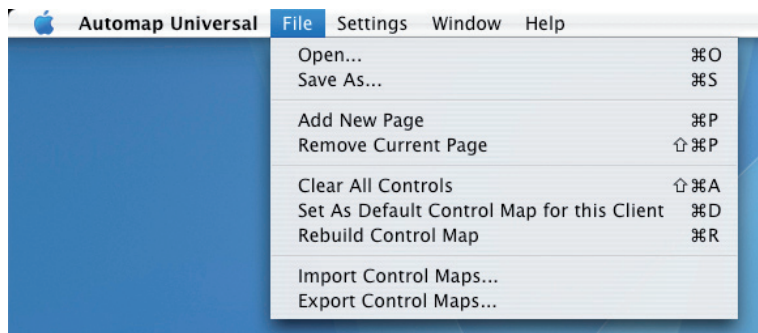 Automap Universal File Settings Window Help
Open... ⌘O
Save As... ⌘S
Add New Page ⌘P
Remove Current Page ⇧⌘P
Clear All Controls ⇧⌘A
Set As Default Control Map for this Client ⌘D
Rebuild Control Map ⌘R
Import Control Maps...
Export Control Maps...